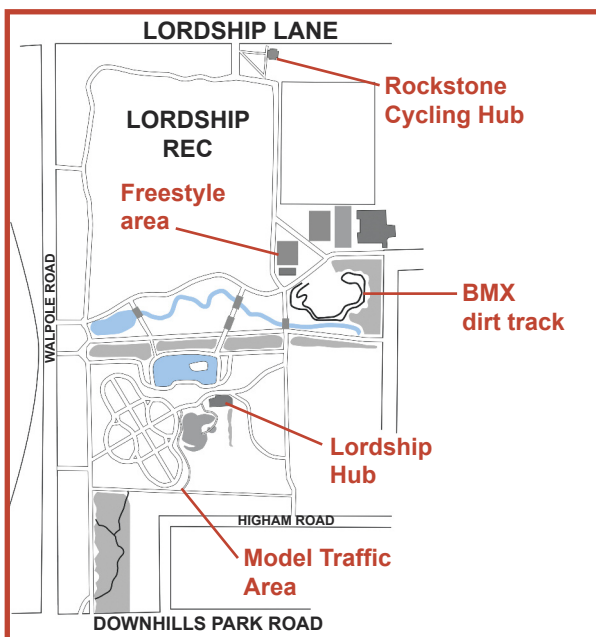 LORDSHIP LANE
Rockstone
Cycling Hub
LORDSHIP
REC
Freestyle
area
WALPOLE ROAD
BMX
dirt track
Lordship
Hub
HIGHAM ROAD
Model Traffic
Area
DOWNHILLS PARK ROAD